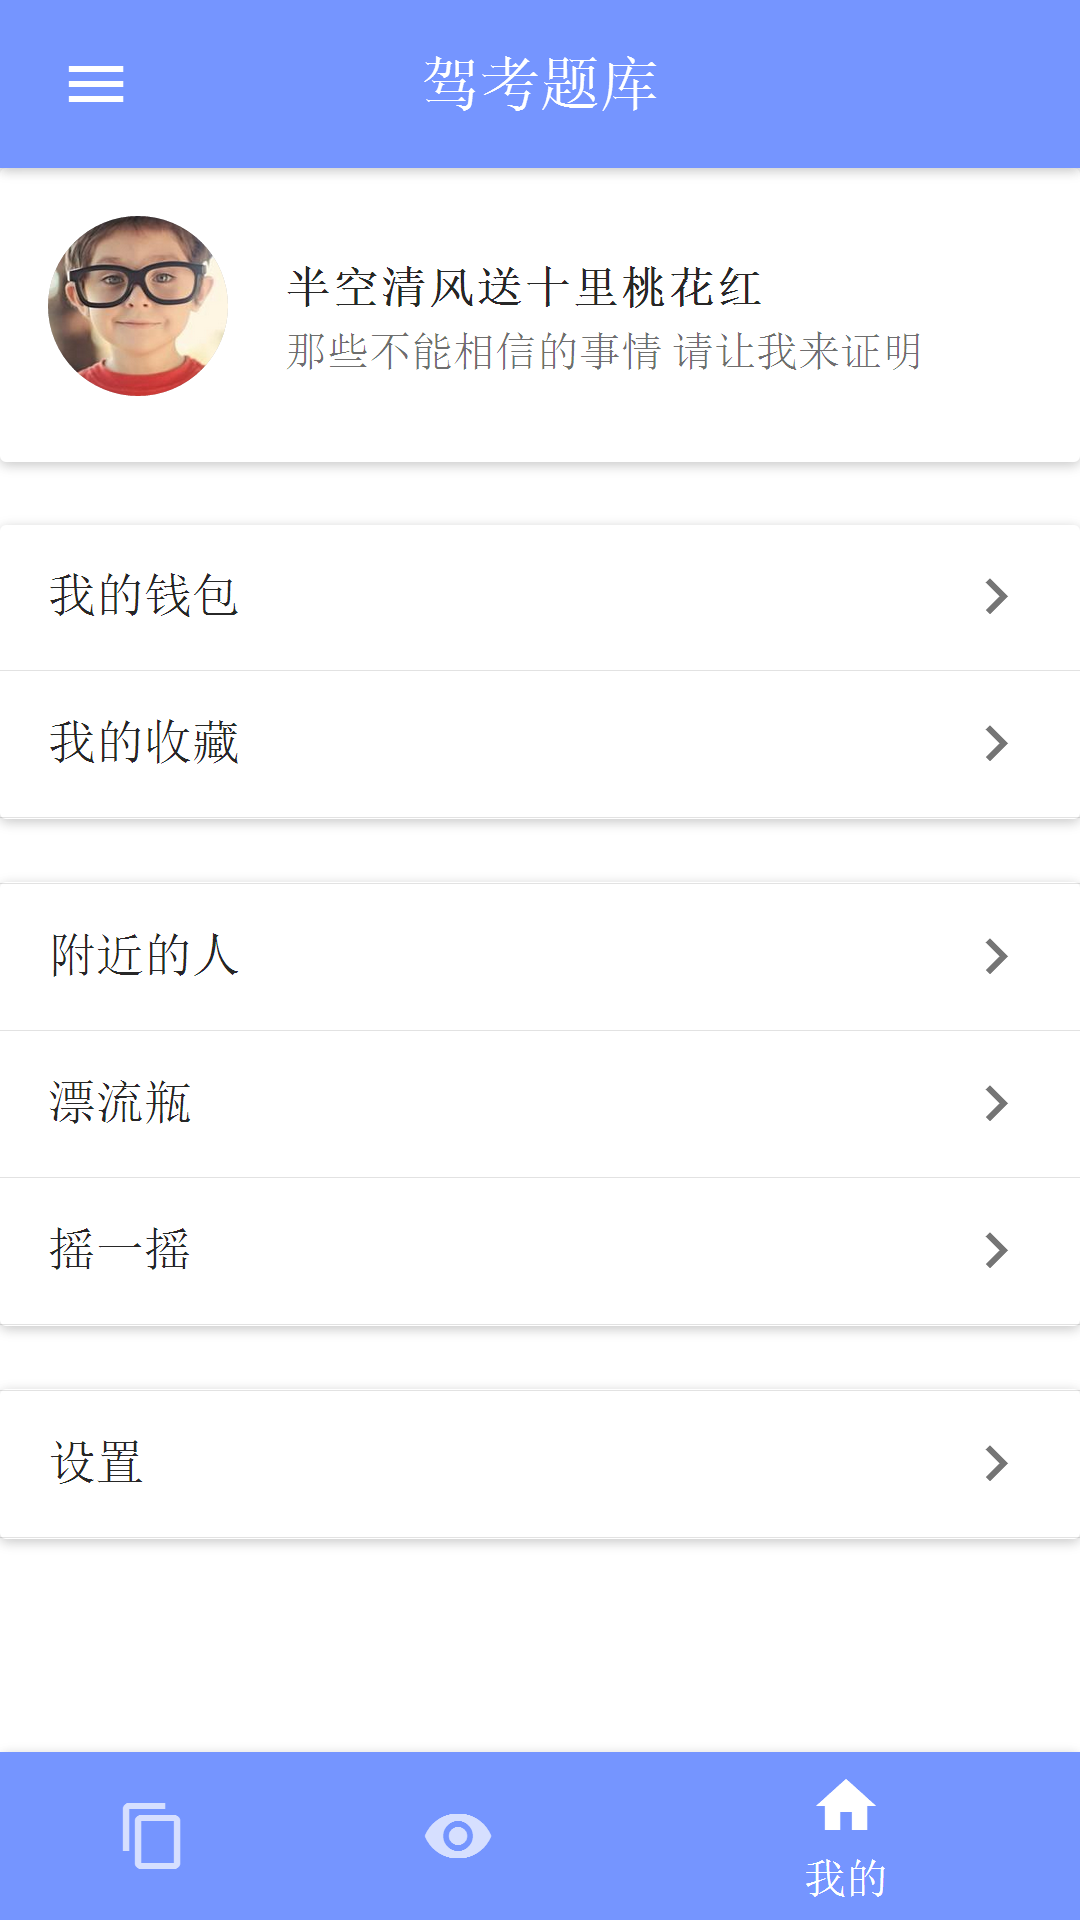 驾考题库
半空清风送十里桃花红
那些不能相信的事情 请让我来证明
我的钱包
我的收藏
附近的人
漂流瓶
摇一摇
设置
我的